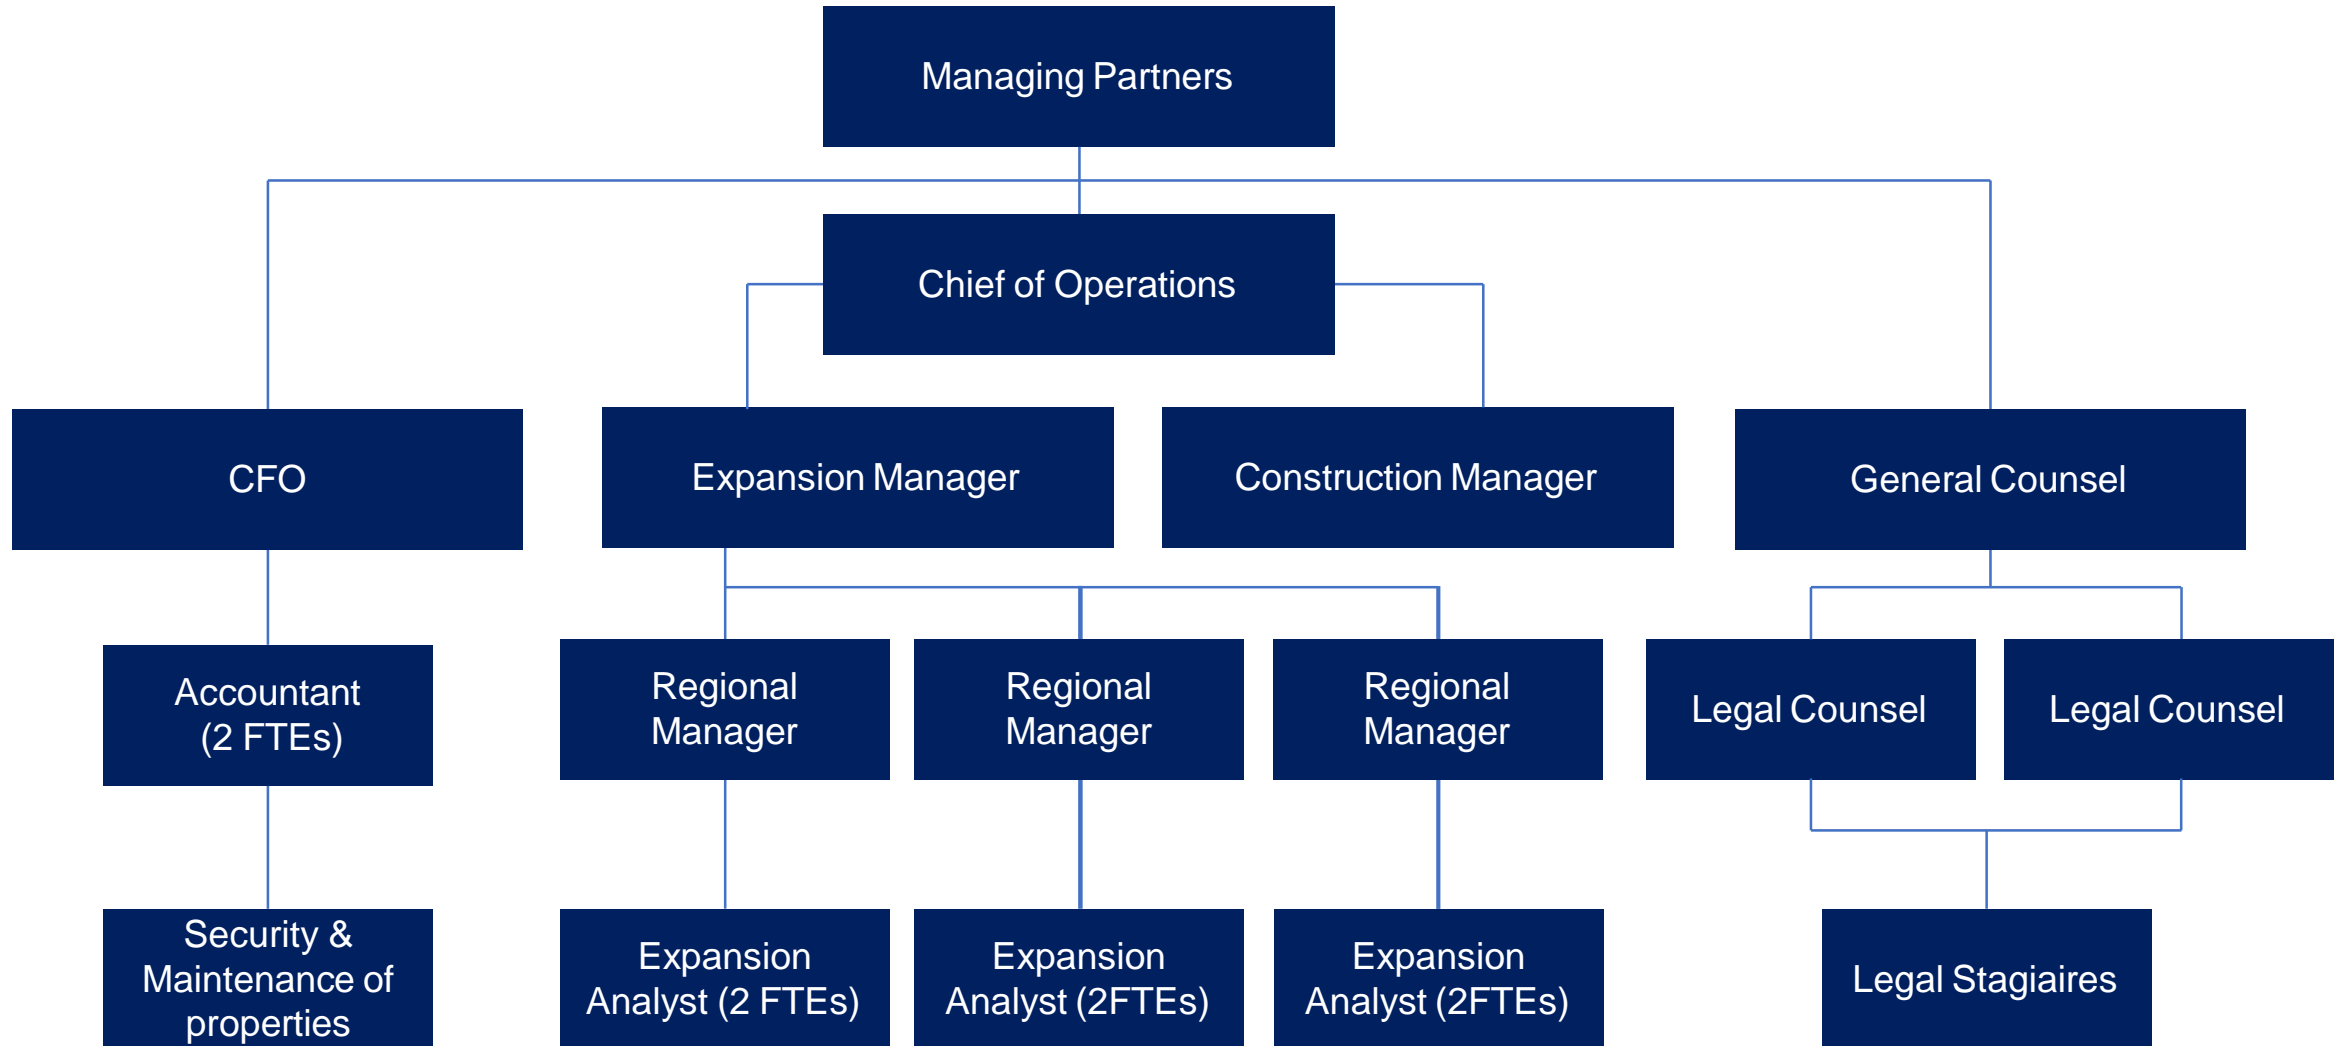 Managing Partners
Chief of Operations
CFO
Expansion Manager
Construction Manager
General Counsel
Accountant
(2 FTEs)
Regional
Manager
Regional
Manager
Regional
Manager
Legal Counsel
Legal Counsel
Security &
Maintenance of
properties
Expansion
Analyst (2 FTEs)
Expansion
Analyst (2FTEs)
Expansion
Analyst (2FTEs)
Legal Stagiaires